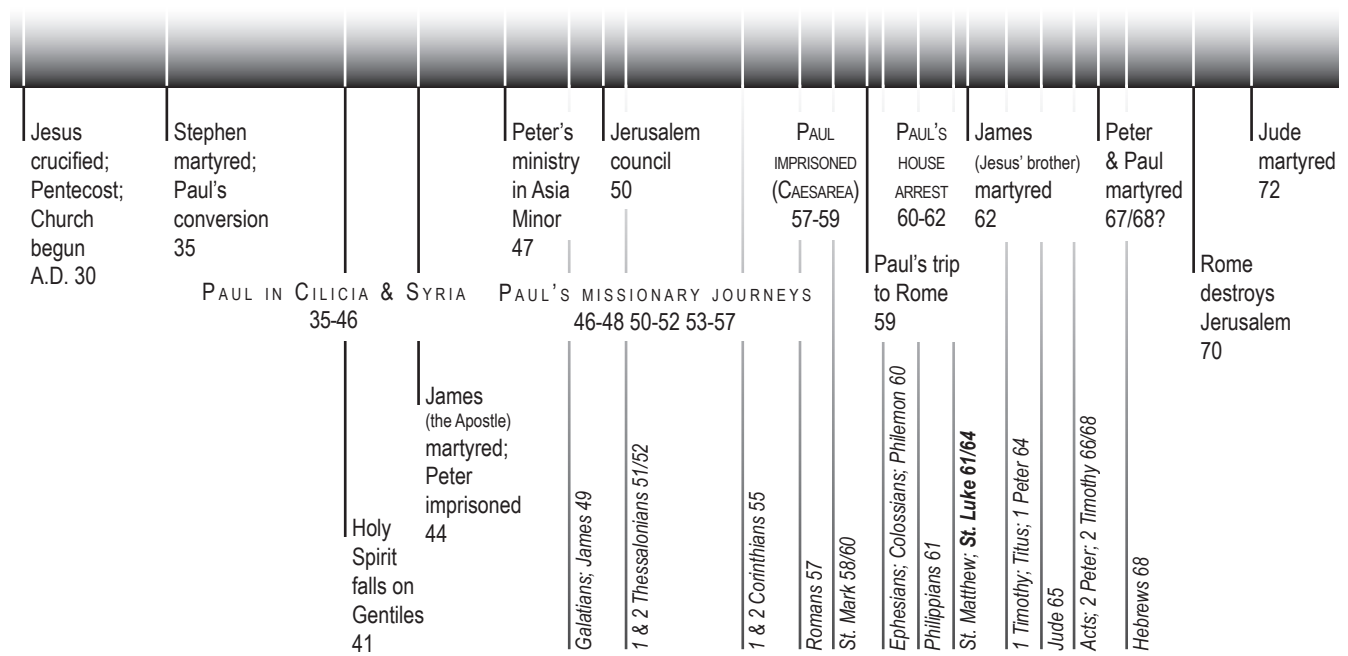 Jesus
crucified;
Pentecost;
Church
begun
A.D. 30
Stephen
martyred;
Paul's
conversion
35
Peter's
ministry
in Asia
Minor
47
Jerusalem
council
50
PAUL
IMPRISONED
(CAESAREA)
57-59
PAUL'S
HOUSE
ARREST
60-62
James
(Jesus' brother)
martyred
62
Peter
& Paul
martyred
67/68?
Jude
martyred
72
PAUL IN CILICIA & SYRIA
35-46
PAUL'S MISSIONARY JOURNEYS
46-48 50-52 53-57
Paul's trip
to Rome
59
Rome
destroys
Jerusalem
70
James
(the Apostle)
martyred;
Peter
imprisoned
44
Holy
Spirit
falls on
Gentiles
41
Galatians; James 49
1 & 2 Thessalonians 51/52
1 & 2 Corinthians 55
Romans 57
St. Mark 58/60
Ephesians; Colossians; Philemon 60
Philippians 61
St. Matthew; St. Luke 61/64
1 Timothy; Titus; 1 Peter 64
Jude 65
Acts; 2 Peter; 2 Timothy 66/68
Hebrews 68